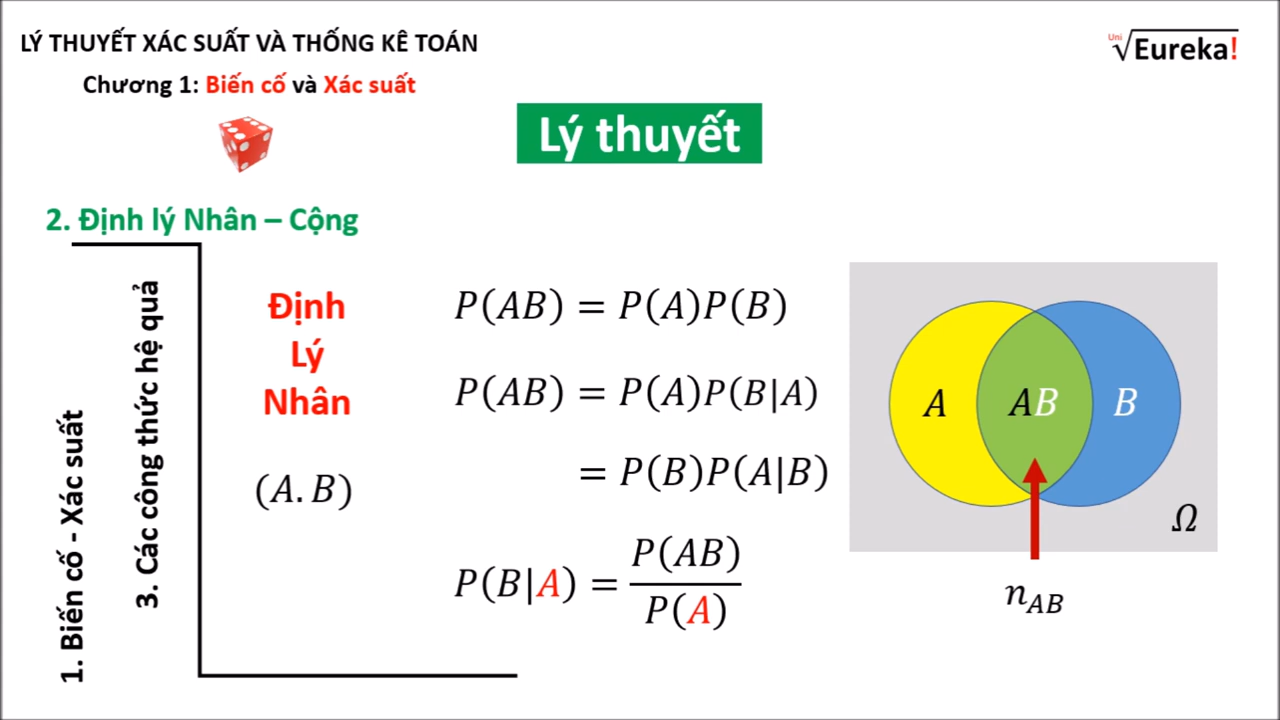 LÝ THUYẾT XÁC SUẤT VÀ THỐNG KÊ TOÁN
Chương 1: Biến cố và Xác suất
Uni
√Eureka!
Lý thuyết
2. Định lý Nhân – Cộng
1. Biến cố - Xác suất
3. Các công thức hệ quả
Định
Lý
Nhân
(A.B)
P(AB) = P(A)P(B)
P(AB) = P(A)P(B|A)
= P(B)P(A|B)
P(B|A) = P(AB)/P(A)
A AB B
Ω
n_AB